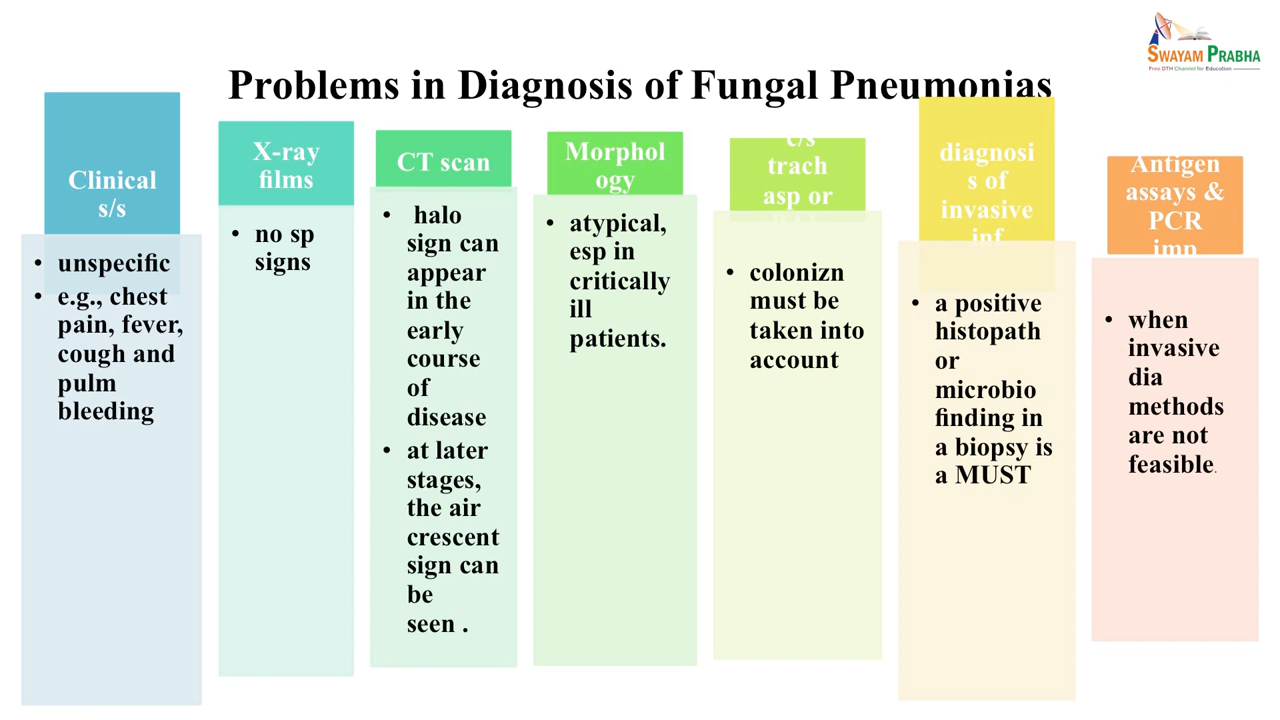 SWAYAM PRABHA
Free DTH Channel for Education
Problems in Diagnosis of Fungal Pneumonias
Clinical
s/s
• unspecific
• e.g., chest
pain, fever,
cough and
pulm
bleeding
X-ray
films
• no sp
signs
CT scan
• halo
sign can
appear
in the
early
course
of
disease
• at later
stages,
the air
crescent
sign can
be
seen .
Morphol
ogy
• atypical,
esp in
critically
ill
patients.
c/s
trach
asp or
• colonizn
must be
taken into
account
diagnosi
s of
invasive
inf
• a positive
histopath
or
microbio
finding in
a biopsy is
a MUST
Antigen
assays &
PCR
imp
• when
invasive
dia
methods
are not
feasible.